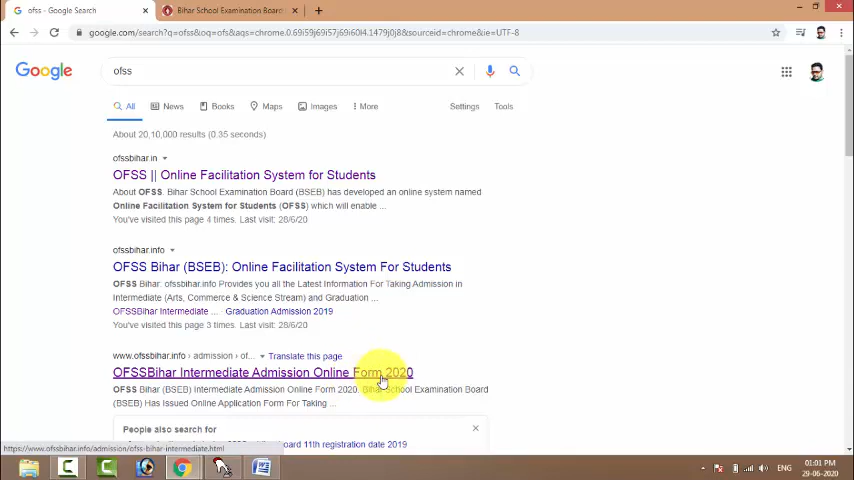 ofss - Google Search
Bihar School Examination Board
google.com/search?q=ofss&oq=ofs&aqs=chrome.0.69i59j69i57j69i60l4.1479j0j8&sourceid=chrome&ie=UTF-8
Google
ofss
All News Books Maps Images More Settings Tools
About 20,10,000 results (0.35 seconds)
ofssbihar.in
OFSS || Online Facilitation System for Students
About OFSS. Bihar School Examination Board (BSEB) has developed an online system named
Online Facilitation System for Students (OFSS) which will enable ...
You've visited this page 4 times. Last visit: 28/6/20
ofssbihar.info
OFSS Bihar (BSEB): Online Facilitation System For Students
OFSS Bihar: ofssbihar.info Provides you all the Latest Information For Taking Admission in
Intermediate (Arts, Commerce & Science Stream) and Graduation ...
OFSSBihar Intermediate ... · Graduation Admission 2019
You've visited this page 3 times. Last visit: 28/6/20
www.ofssbihar.info › admission › of... Translate this page
OFSSBihar Intermediate Admission Online Form 2020
OFSS Bihar (BSEB) Intermediate Admission Online Form 2020. Bihar School Examination Board
(BSEB) Has Issued Online Application Form For Taking ...
People also search for
board 11th registration date 2019
https://www.ofssbihar.info/admission/ofss-bihar-intermediate.html
ENG
01:01 PM
29-06-2020